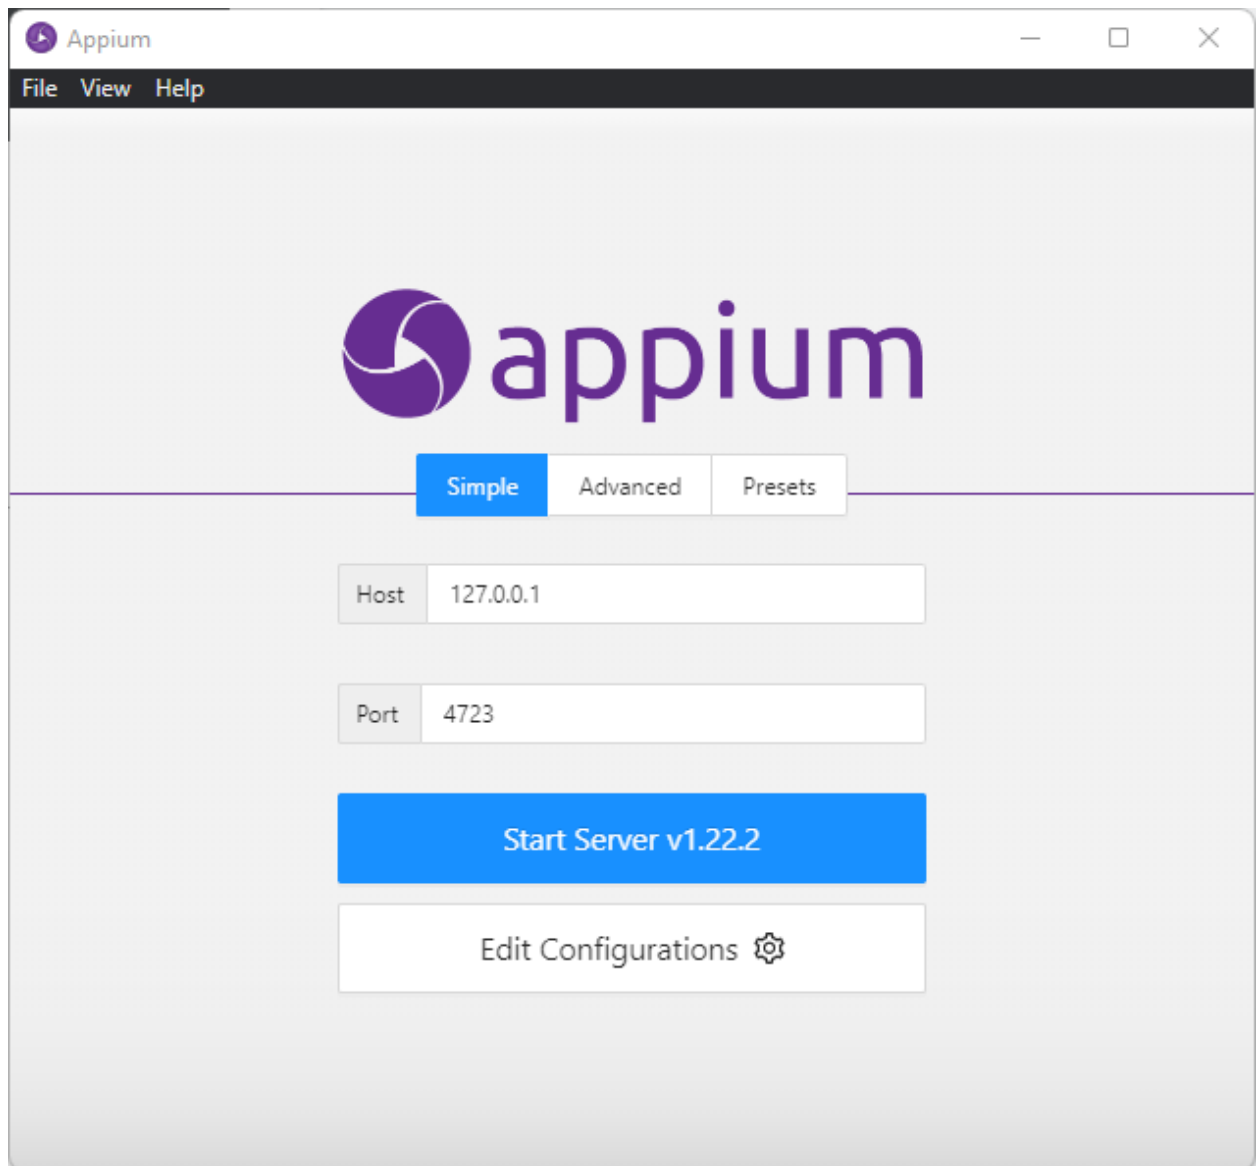 Appium
File View Help
appium
Simple Advanced Presets
Host 127.0.0.1
Port 4723
Start Server v1.22.2
Edit Configurations